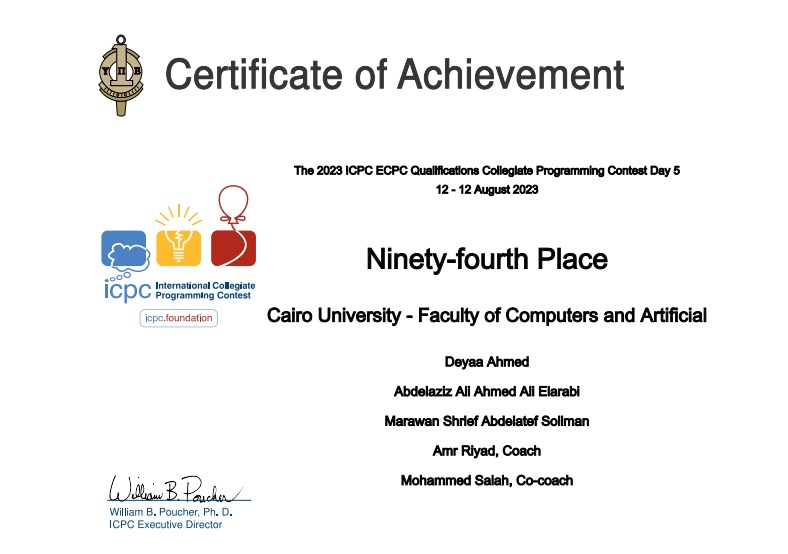 Certificate of Achievement
The 2023 ICPC ECPC Qualifications Collegiate Programming Contest Day 5
12 - 12 August 2023
Ninety-fourth Place
icpc International Collegiate
Programming Contest
icpc.foundation
Cairo University - Faculty of Computers and Artificial
Deyaa Ahmed
Abdelaziz Ali Ahmed Ali Elarabi
Marawan Shrief Abdelatef Soliman
Amr Riyad, Coach
Mohammed Salah, Co-coach
William B. Poucher
William B. Poucher, Ph. D.
ICPC Executive Director